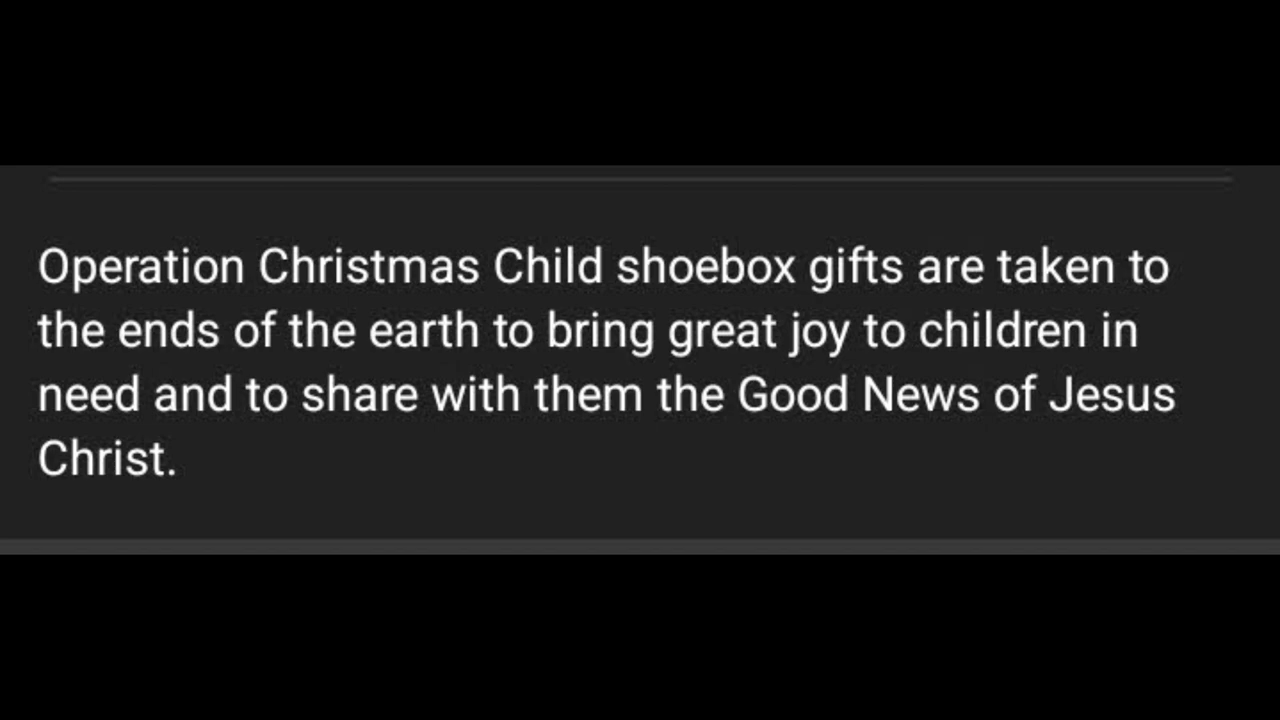 Operation Christmas Child shoebox gifts are taken to
the ends of the earth to bring great joy to children in
need and to share with them the Good News of Jesus
Christ.